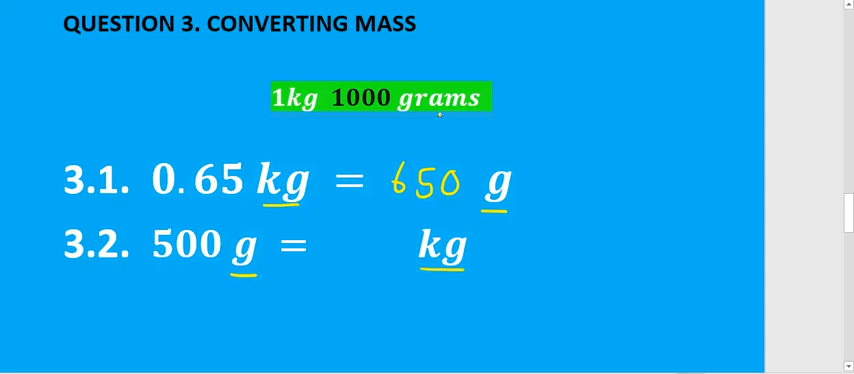 QUESTION 3. CONVERTING MASS
1kg 1000 grams
3.1. 0.65 kg = 650 g
3.2. 500 g = kg